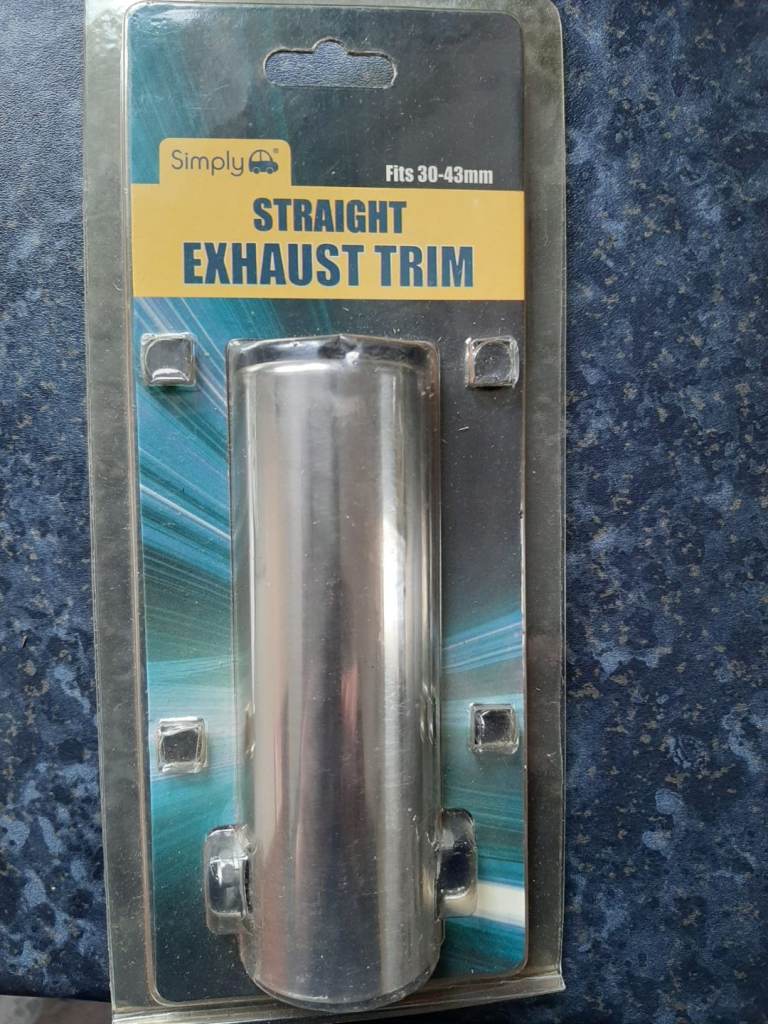 Simply®
Fits 30-43mm
STRAIGHT
EXHAUST TRIM